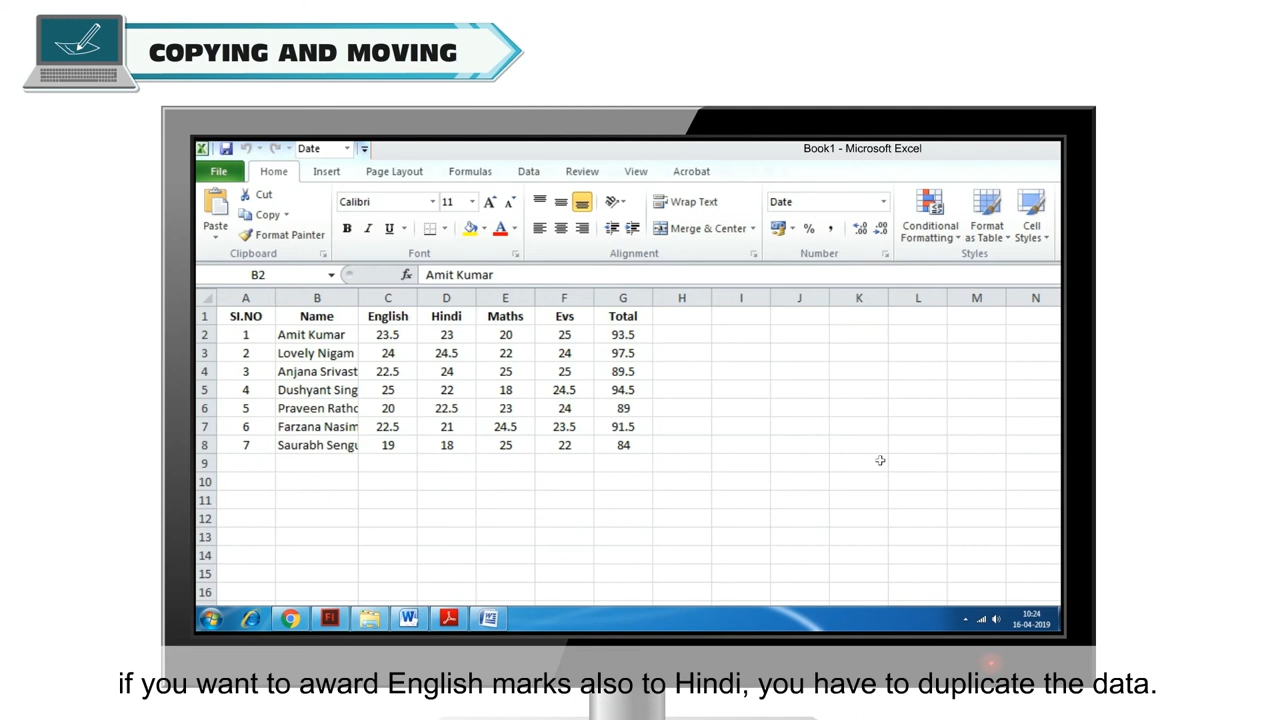 COPYING AND MOVING
Date
Book1 - Microsoft Excel
File Home Insert Page Layout Formulas Data Review View Acrobat
Cut
Copy
Format Painter
Paste
Clipboard
Calibri 11
B I U
Font
Wrap Text
Merge & Center
Alignment
Date
% ,
Number
Conditional Formatting
Format as Table
Cell Styles
Styles
B2 fx Amit Kumar
A B C D E F G H I J K L M N
1 SI.NO Name English Hindi Maths Evs Total
2 1 Amit Kumar 23.5 23 20 25 93.5
3 2 Lovely Nigam 24 24.5 22 24 97.5
4 3 Anjana Srivast 22.5 24 25 25 89.5
5 4 Dushyant Sing 25 22 18 24.5 94.5
6 5 Praveen Ratho 20 22.5 23 24 89
7 6 Farzana Nasim 22.5 21 24.5 23.5 91.5
8 7 Saurabh Sengu 19 18 25 22 84
9
10
11
12
13
14
15
16
10:24
16-04-2019
if you want to award English marks also to Hindi, you have to duplicate the data.